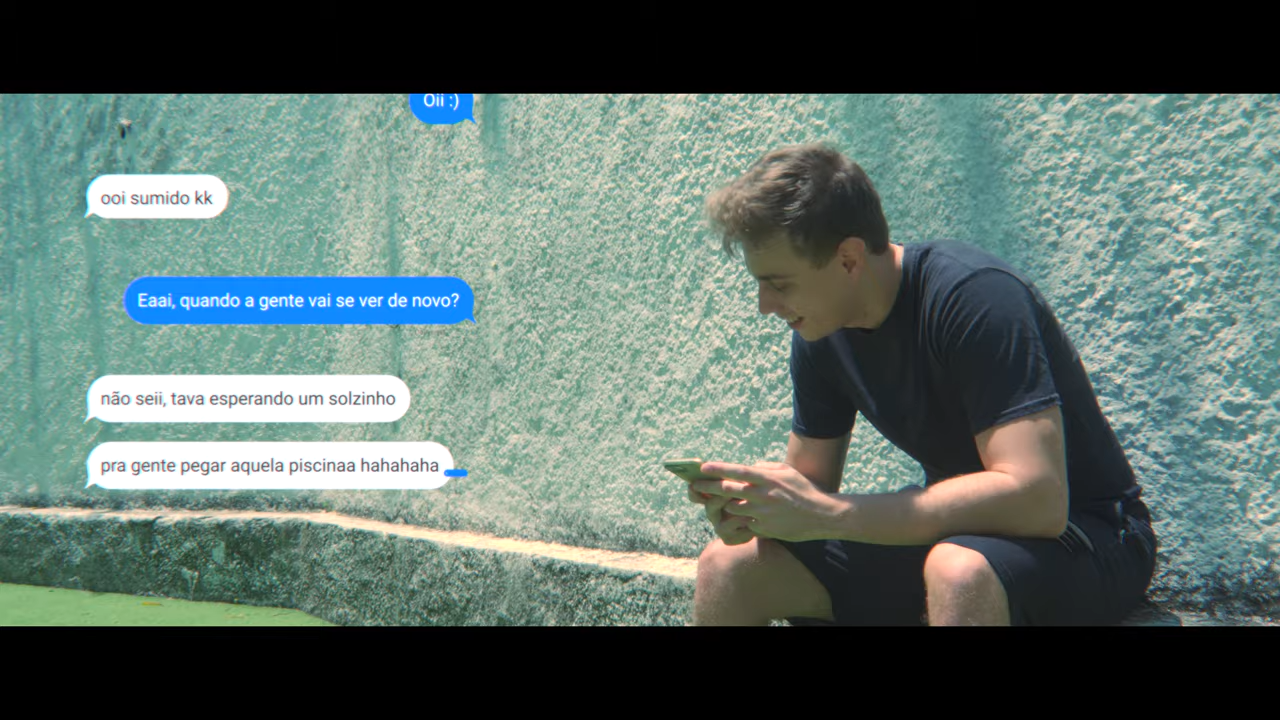 Oii :)
ooi sumido kk
Eaai, quando a gente vai se ver de novo?
não seii, tava esperando um solzinho
pra gente pegar aquela piscinaa hahahaha